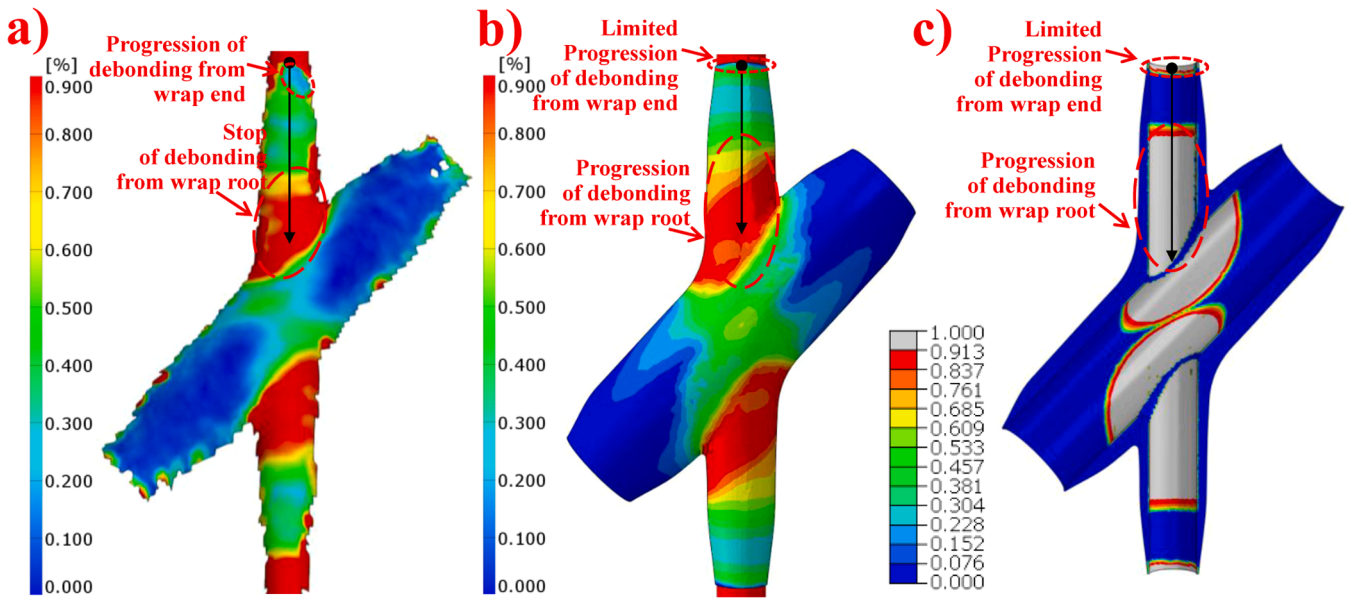 a)
Progression of
debonding from
wrap end
[%]
0.900
0.800
0.700
0.600
0.500
0.400
0.300
0.200
0.100
0.000
Stop
of debonding
from wrap root
b)
Limited
Progression
of debonding
from wrap end
[%]
0.900
0.800
0.700
0.600
0.500
0.400
0.300
0.200
0.100
0.000
Progression
of debonding
from wrap root
c)
Limited
Progression
of debonding
from wrap end
Progression
of debonding
from wrap root
1.000
0.913
0.837
0.761
0.685
0.609
0.533
0.457
0.381
0.304
0.228
0.152
0.076
0.000